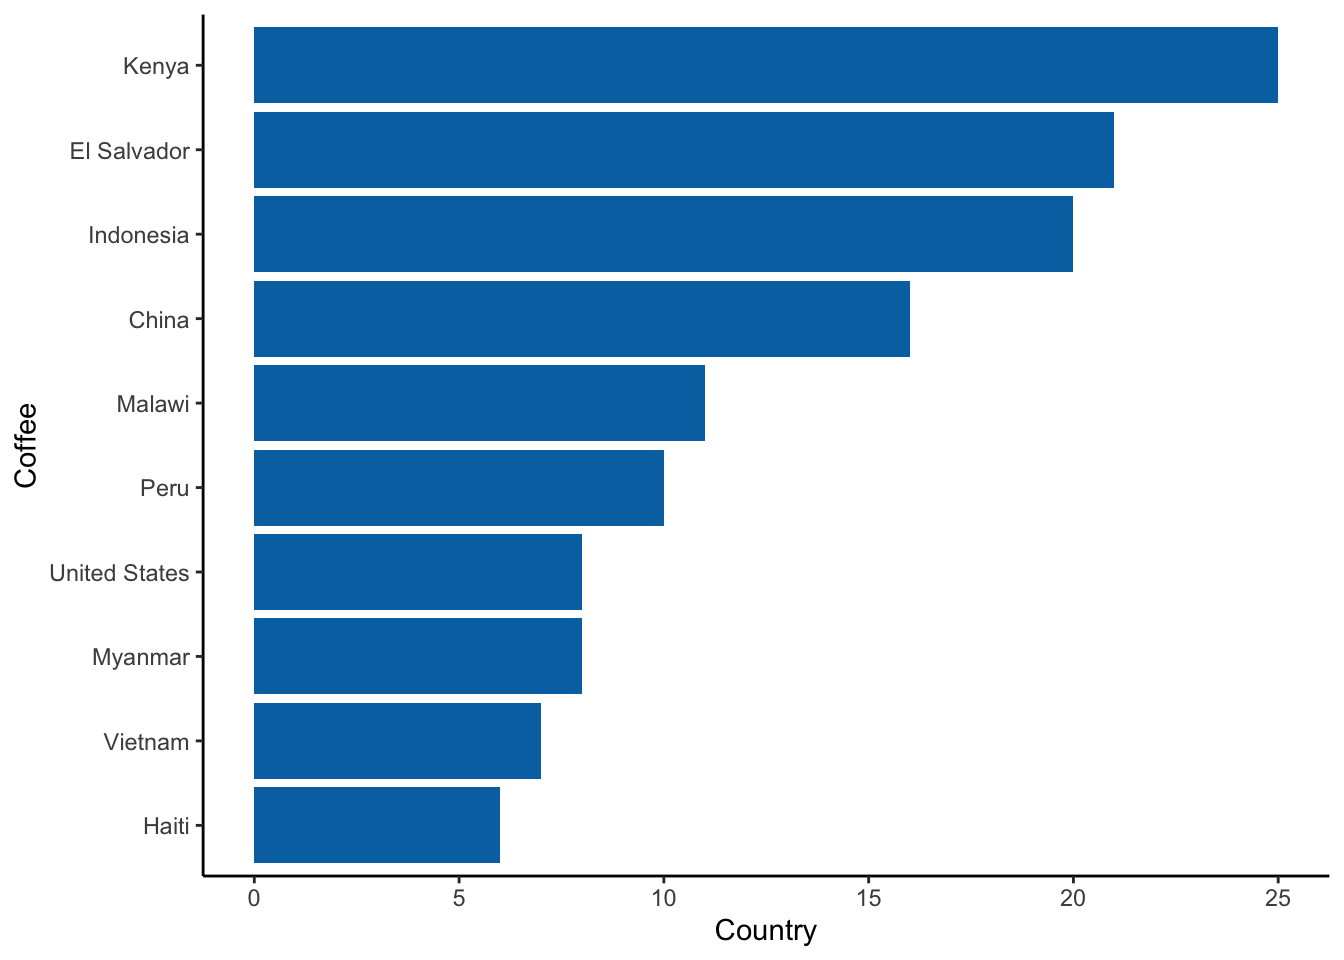 Coffee
Kenya
El Salvador
Indonesia
China
Malawi
Peru
United States
Myanmar
Vietnam
Haiti
0 5 10 15 20 25
Country